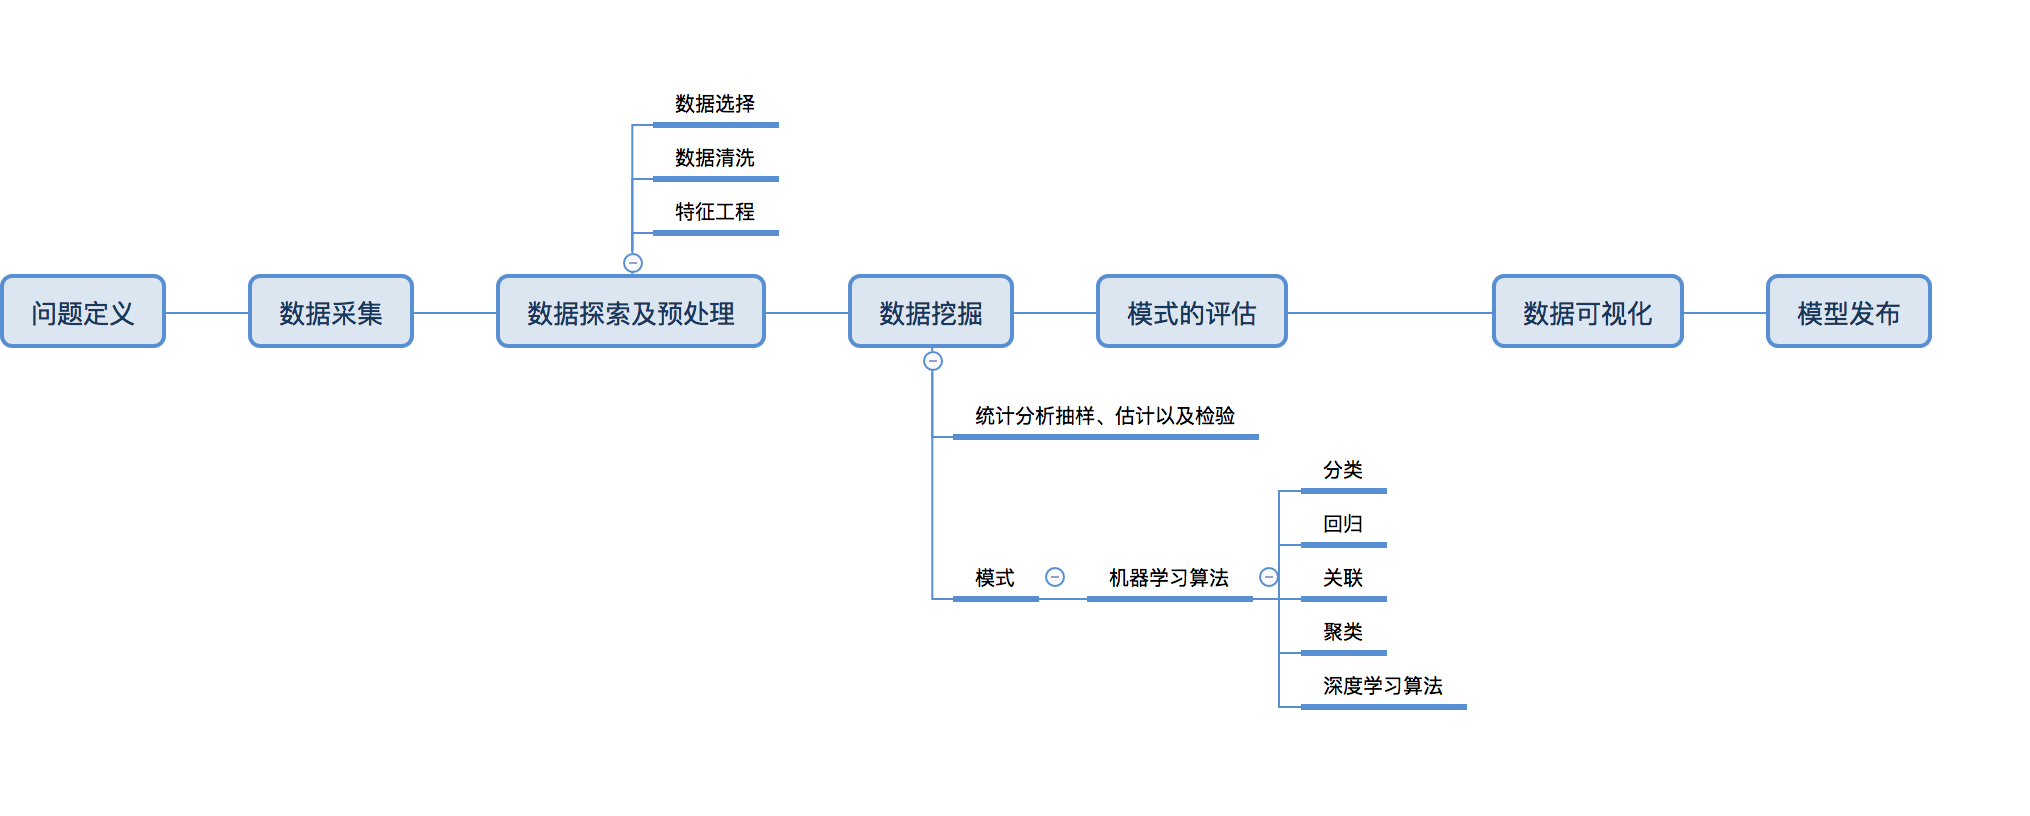 数据选择
数据清洗
特征工程
问题定义
数据采集
数据探索及预处理
数据挖掘
模式的评估
数据可视化
模型发布
统计分析抽样、估计以及检验
分类
回归
模式
机器学习算法
关联
聚类
深度学习算法